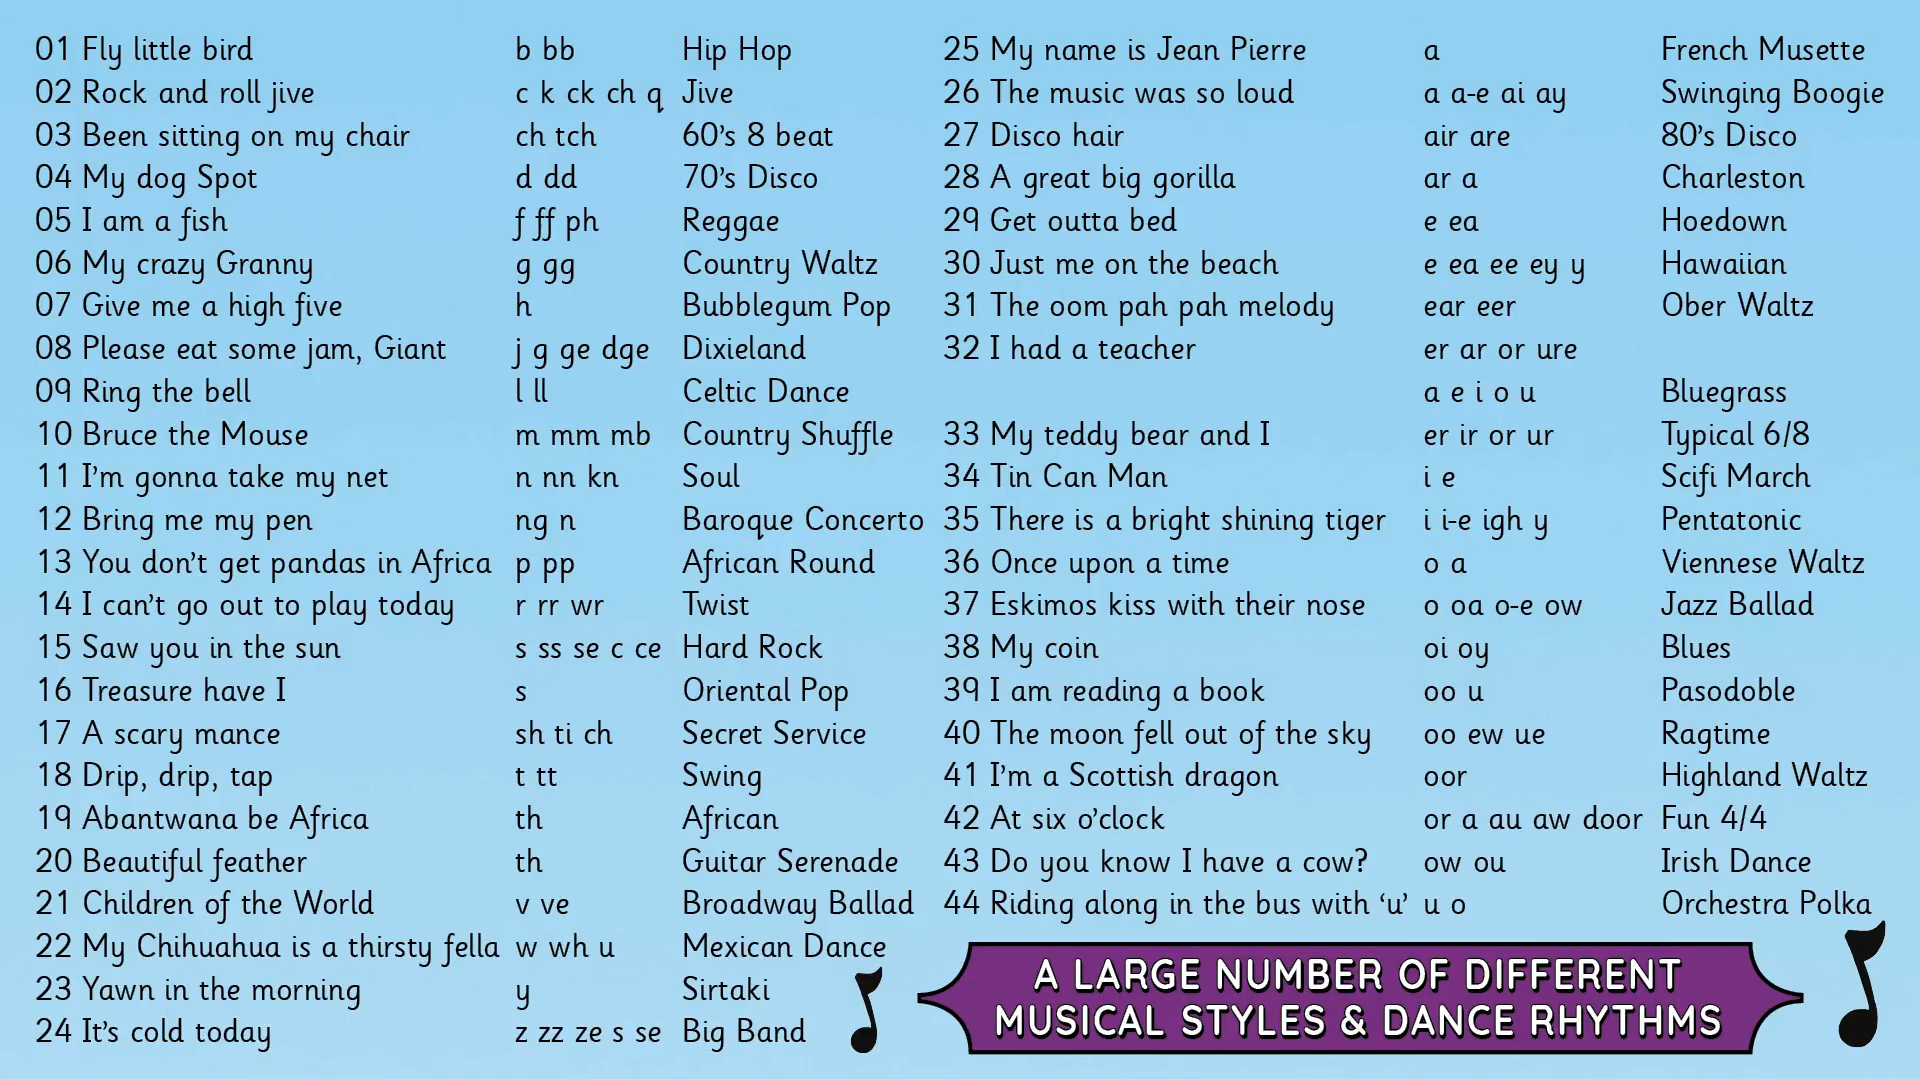 01 Fly little bird b bb Hip Hop
02 Rock and roll jive c k ck ch q Jive
03 Been sitting on my chair ch tch 60's 8 beat
04 My dog Spot d dd 70's Disco
05 I am a fish f ff ph Reggae
06 My crazy Granny g gg Country Waltz
07 Give me a high five h Bubblegum Pop
08 Please eat some jam, Giant j g ge dge Dixieland
09 Ring the bell l ll Celtic Dance
10 Bruce the Mouse m mm mb Country Shuffle
11 I'm gonna take my net n nn kn Soul
12 Bring me my pen ng n Baroque Concerto
13 You don't get pandas in Africa p pp African Round
14 I can't go out to play today r rr wr Twist
15 Saw you in the sun s ss se c ce Hard Rock
16 Treasure have I s Oriental Pop
17 A scary mance sh ti ch Secret Service
18 Drip, drip, tap t tt Swing
19 Abantwana be Africa th African
20 Beautiful feather th Guitar Serenade
21 Children of the World v ve Broadway Ballad
22 My Chihuahua is a thirsty fella w wh u Mexican Dance
23 Yawn in the morning y Sirtaki
24 It's cold today z zz ze s se Big Band
25 My name is Jean Pierre a French Musette
26 The music was so loud a a-e ai ay Swinging Boogie
27 Disco hair air are 80's Disco
28 A great big gorilla ar a Charleston
29 Get outta bed e ea Hoedown
30 Just me on the beach e ea ee ey y Hawaiian
31 The oom pah pah melody ear eer Ober Waltz
32 I had a teacher er ar or ure
a e i o u Bluegrass
33 My teddy bear and I er ir or ur Typical 6/8
34 Tin Can Man i e Scifi March
35 There is a bright shining tiger i i-e igh y Pentatonic
36 Once upon a time o a Viennese Waltz
37 Eskimos kiss with their nose o oa o-e ow Jazz Ballad
38 My coin oi oy Blues
39 I am reading a book oo u Pasodoble
40 The moon fell out of the sky oo ew ue Ragtime
41 I'm a Scottish dragon oor Highland Waltz
42 At six o'clock or a au aw door Fun 4/4
43 Do you know I have a cow? ow ou Irish Dance
44 Riding along in the bus with 'u' u o Orchestra Polka
A LARGE NUMBER OF DIFFERENT
MUSICAL STYLES & DANCE RHYTHMS